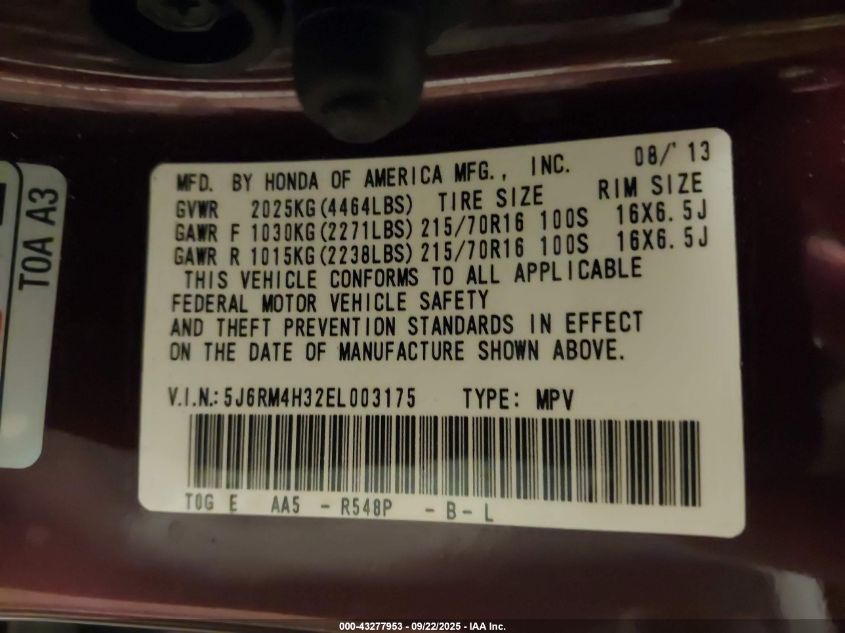 TOA A3
MFD. BY HONDA OF AMERICA MFG., INC. 08/'13
GVWR 2025KG(4464LBS) TIRE SIZE RIM SIZE
GAWR F 1030KG(2271LBS) 215/70R16 100S 16X6.5J
GAWR R 1015KG(2238LBS) 215/70R16 100S 16X6.5J
THIS VEHICLE CONFORMS TO ALL APPLICABLE
FEDERAL MOTOR VEHICLE SAFETY
AND THEFT PREVENTION STANDARDS IN EFFECT
ON THE DATE OF MANUFACTURE SHOWN ABOVE.
V.I.N.: 5J6RM4H32EL003175 TYPE: MPV
T0G E AA5 - R548P - B - L
000-43277953 - 09/22/2025 - IAA Inc.